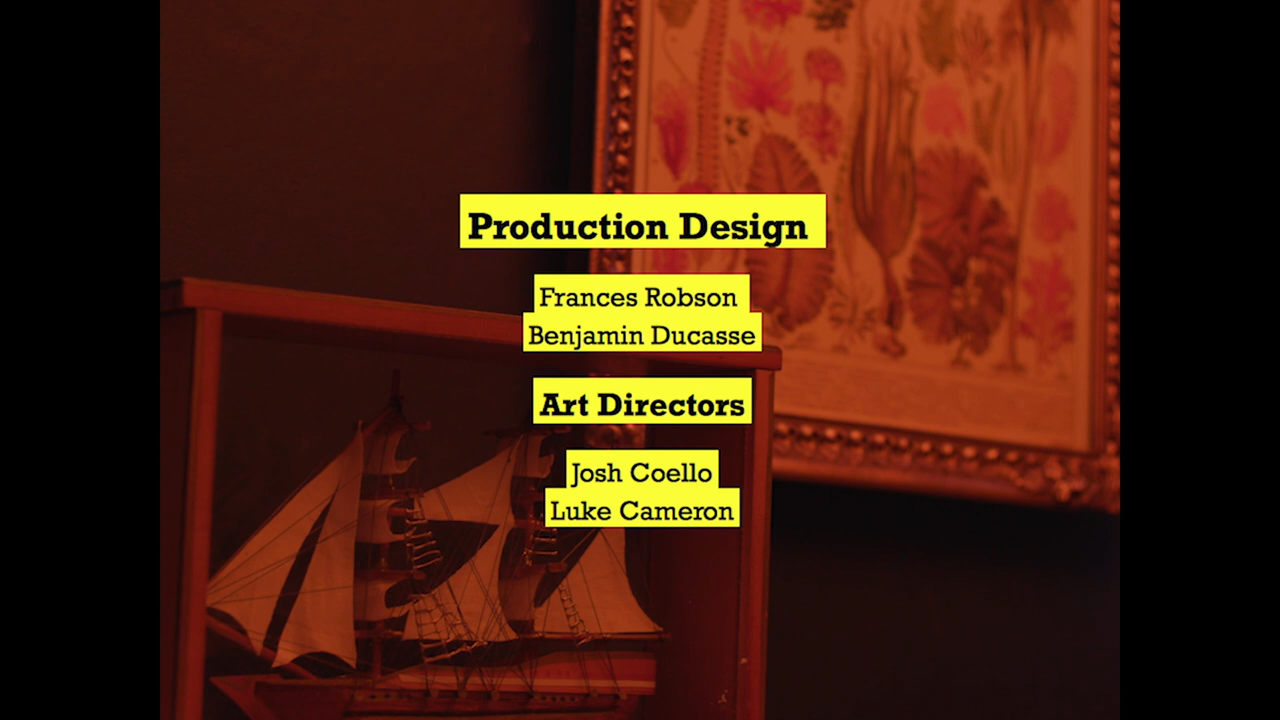 Production Design
Frances Robson
Benjamin Ducasse
Art Directors
Josh Coello
Luke Cameron